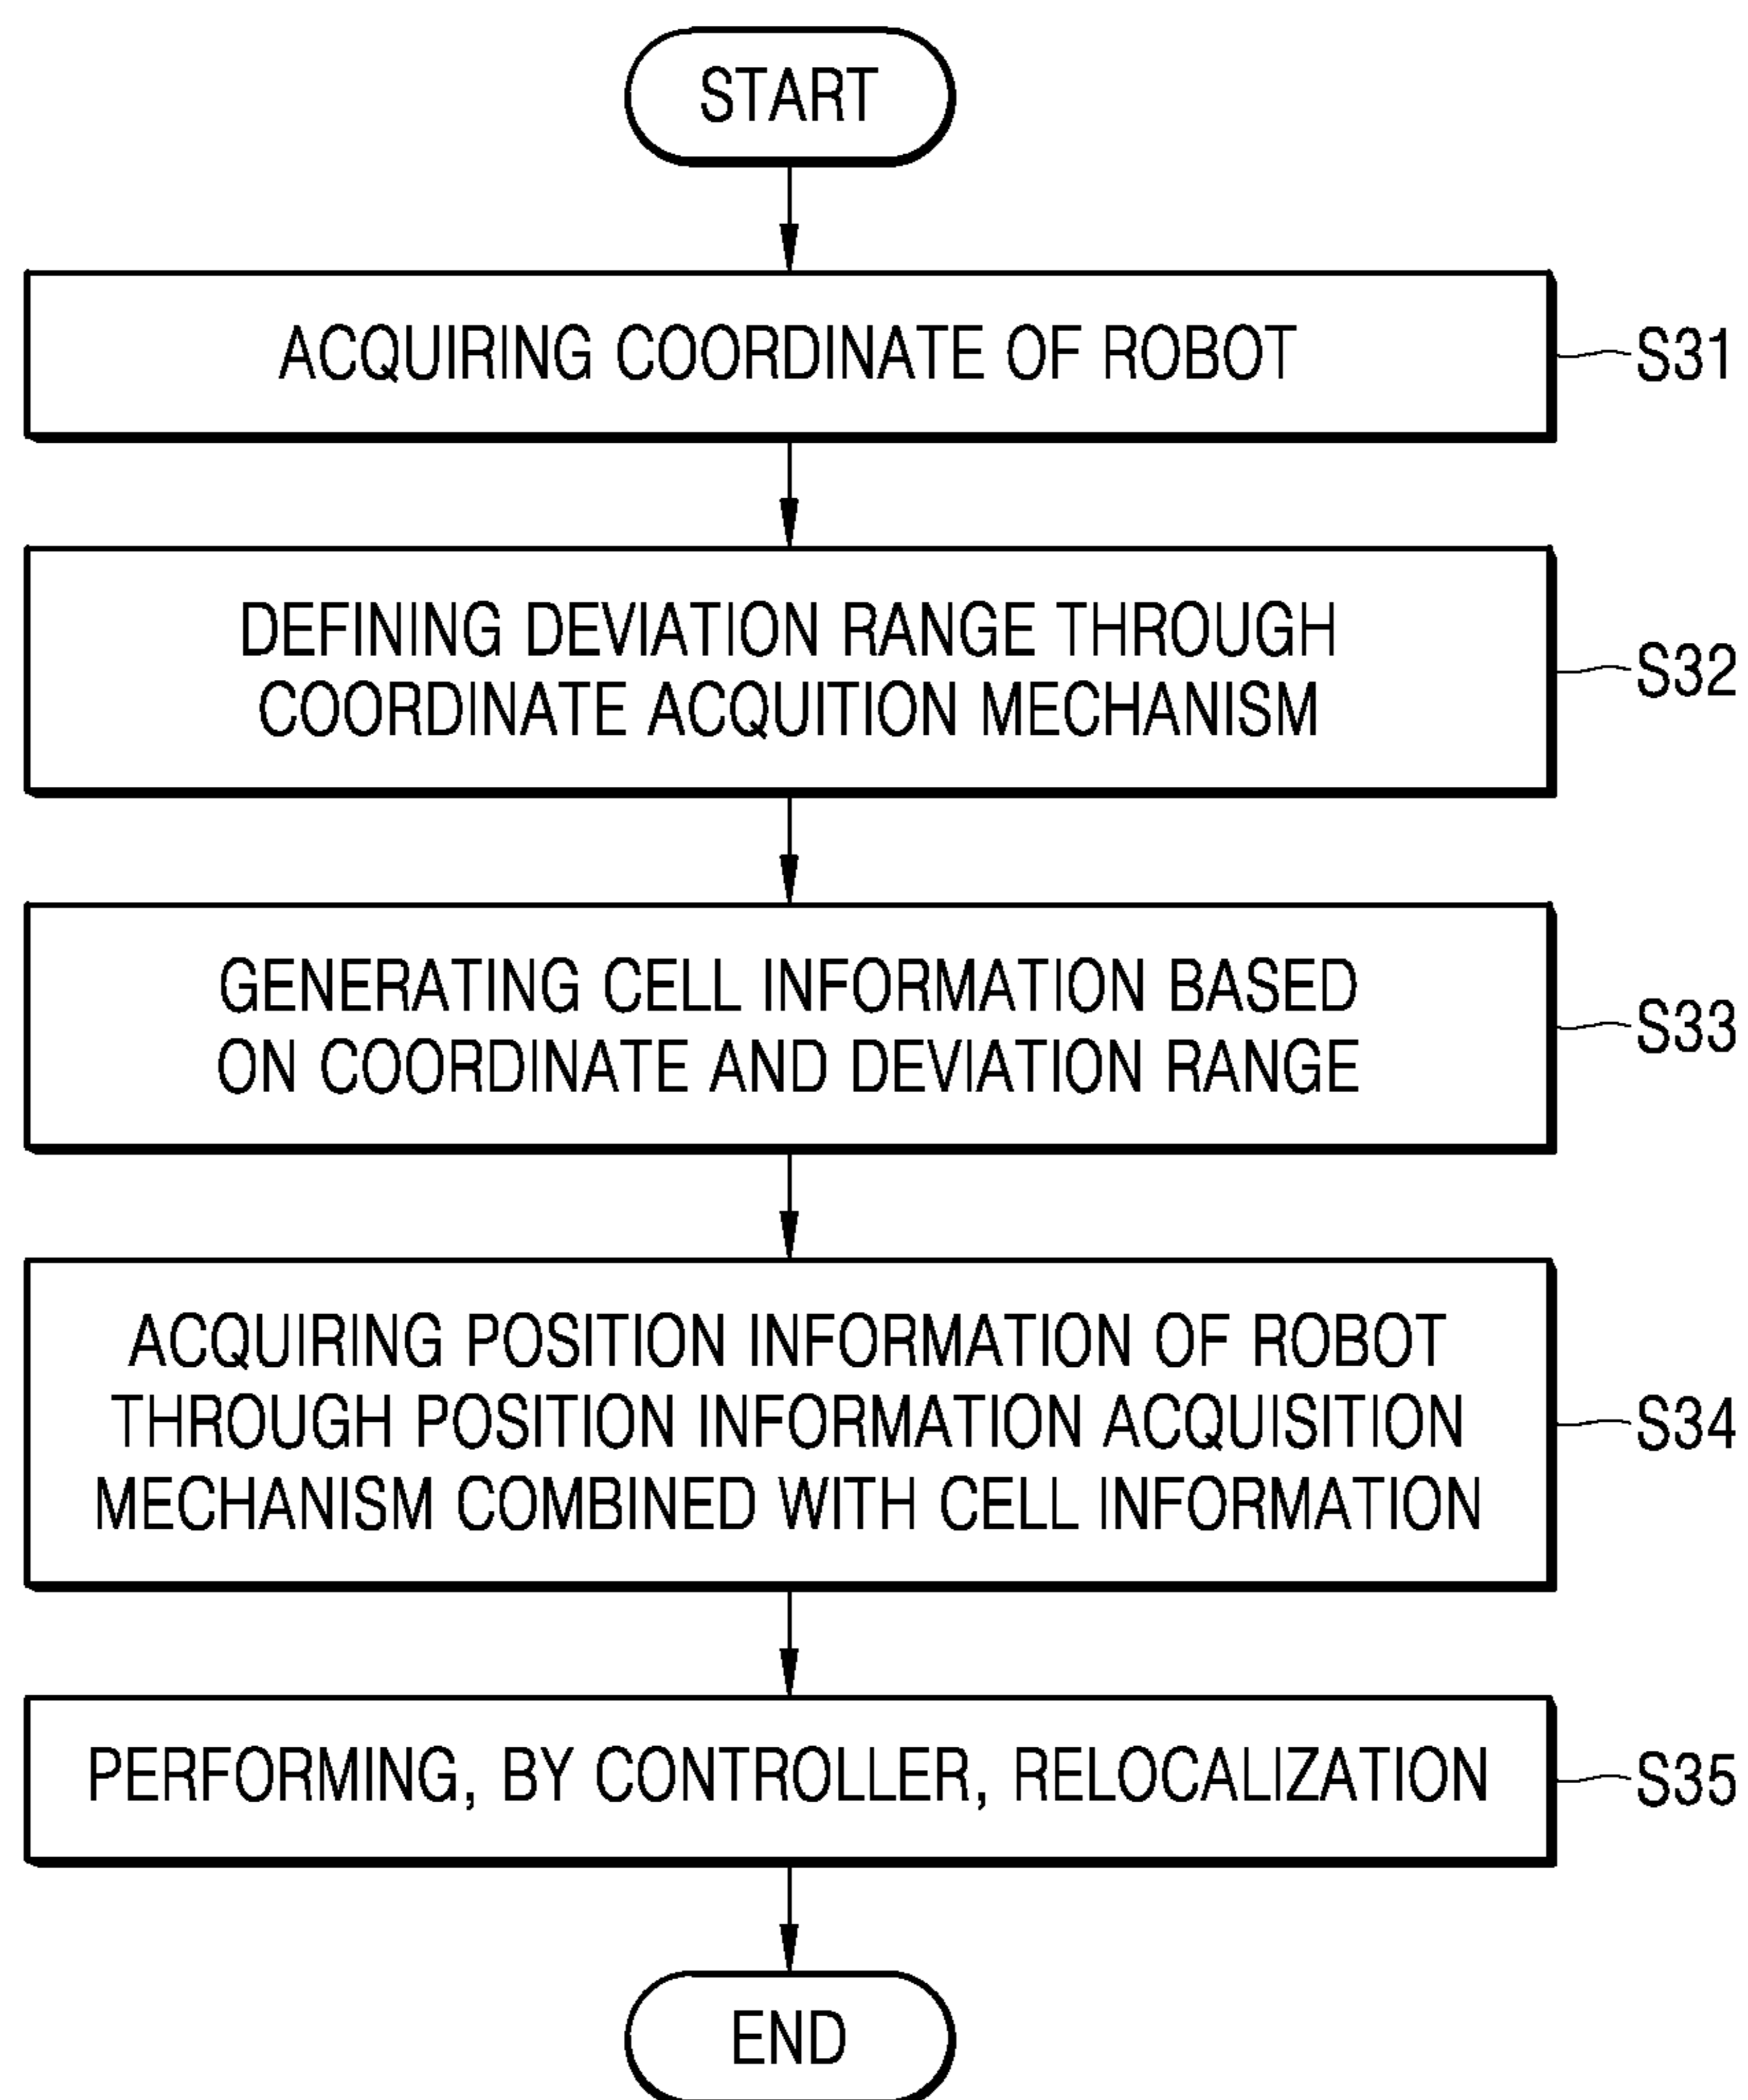 START
ACQUIRING COORDINATE OF ROBOT
S31
DEFINING DEVIATION RANGE THROUGH
COORDINATE ACQUITION MECHANISM
S32
GENERATING CELL INFORMATION BASED
ON COORDINATE AND DEVIATION RANGE
S33
ACQUIRING POSITION INFORMATION OF ROBOT
THROUGH POSITION INFORMATION ACQUISITION
MECHANISM COMBINED WITH CELL INFORMATION
S34
PERFORMING, BY CONTROLLER, RELOCALIZATION
S35
END